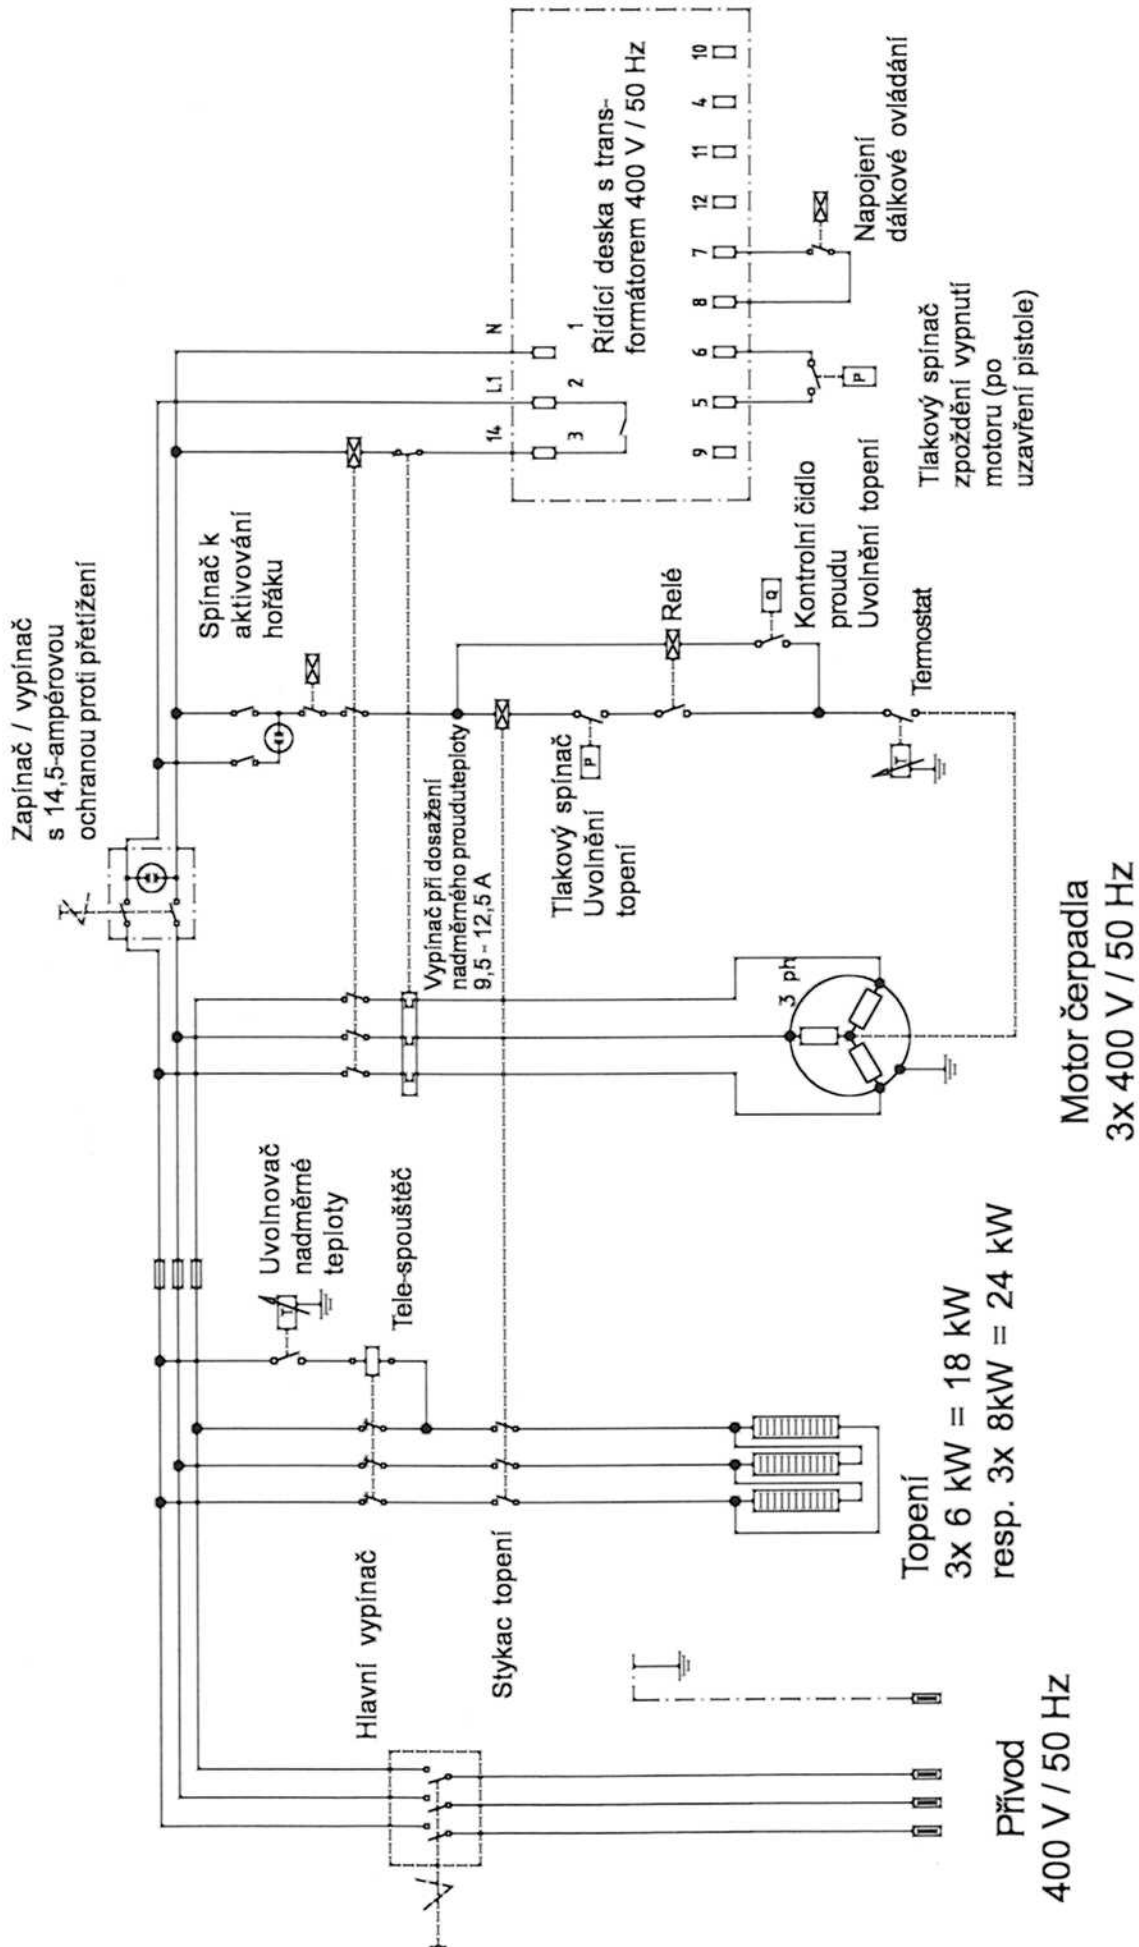 Přívod
400 V / 50 Hz
Hlavní vypínač
Stykac topení
Topení
3x 6 kW = 18 kW
resp. 3x 8kW = 24 kW
Uvolnovač
nadměrné
teploty
T
Tele-spouštěč
Motor čerpadla
3x 400 V / 50 Hz
3 ph
Zapínač / vypínač
s 14,5-ampérovou
ochranou proti přetížení
Vypínač při dosažení
nadměrného prouduteploty
9,5 - 12,5 A
Spínač k
aktivování
hořáku
Tlakový spínač
Uvolnění
topení
P
Relé
Q
Kontrolní čidlo
proudu
Uvolnění topení
Termostat
T
14
L1
N
3
2
1
Řídící deska s trans-
formátorem 400 V / 50 Hz
9
5
6
8
7
12
11
4
10
P
Tlakový spínač
zpoždění vypnutí
motoru (po
uzavření pistole)
Napojení
dálkové ovládání